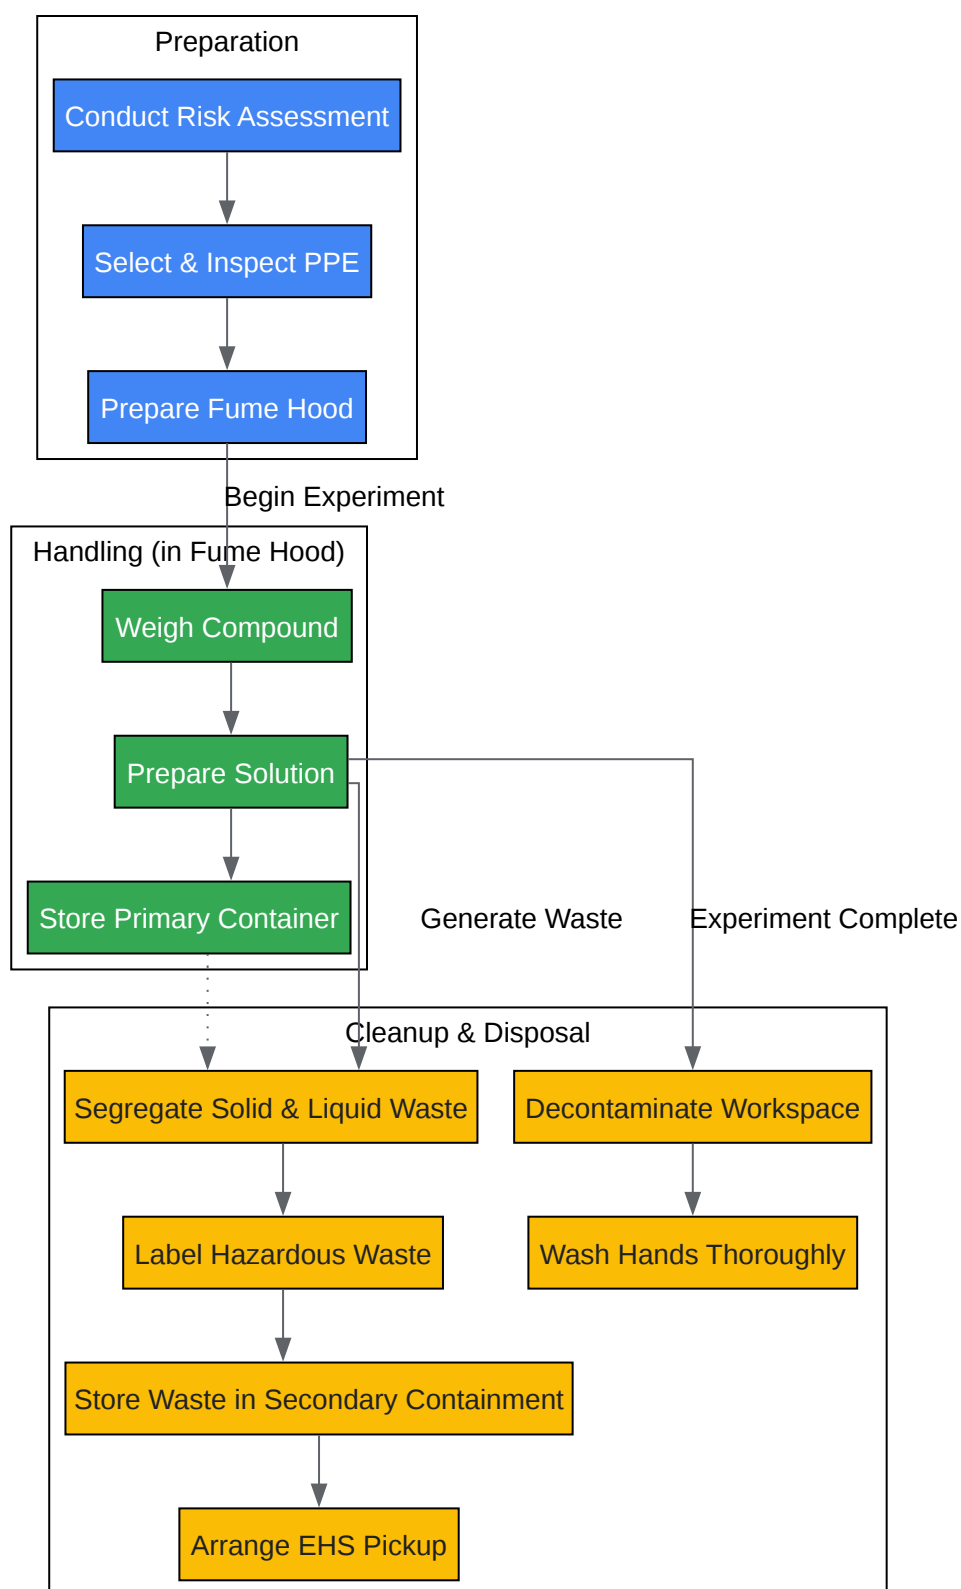 Preparation
Conduct Risk Assessment
Select & Inspect PPE
Prepare Fume Hood
Begin Experiment
Handling (in Fume Hood)
Weigh Compound
Prepare Solution
Store Primary Container
Generate Waste
Experiment Complete
Cleanup & Disposal
Segregate Solid & Liquid Waste
Decontaminate Workspace
Label Hazardous Waste
Wash Hands Thoroughly
Store Waste in Secondary Containment
Arrange EHS Pickup